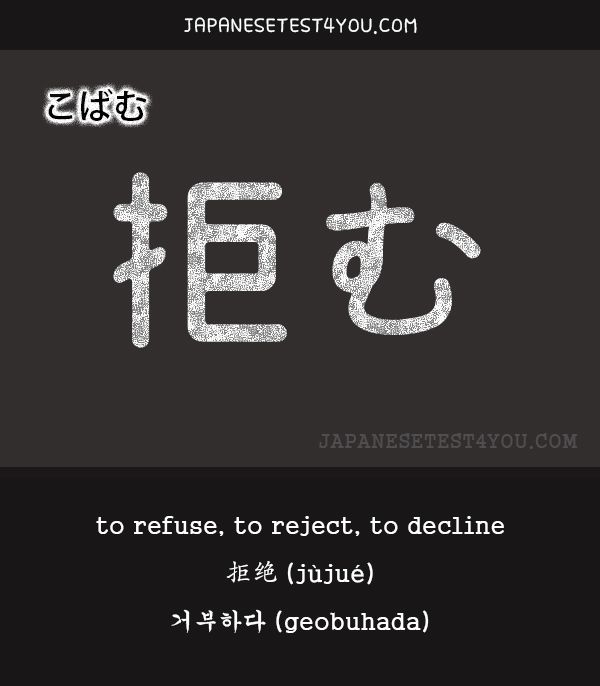 JAPANESETEST4YOU.COM
こばむ
拒む
JAPANESETEST4YOU.COM
to refuse, to reject, to decline
拒绝 (jùjué)
거부하다 (geobuhada)